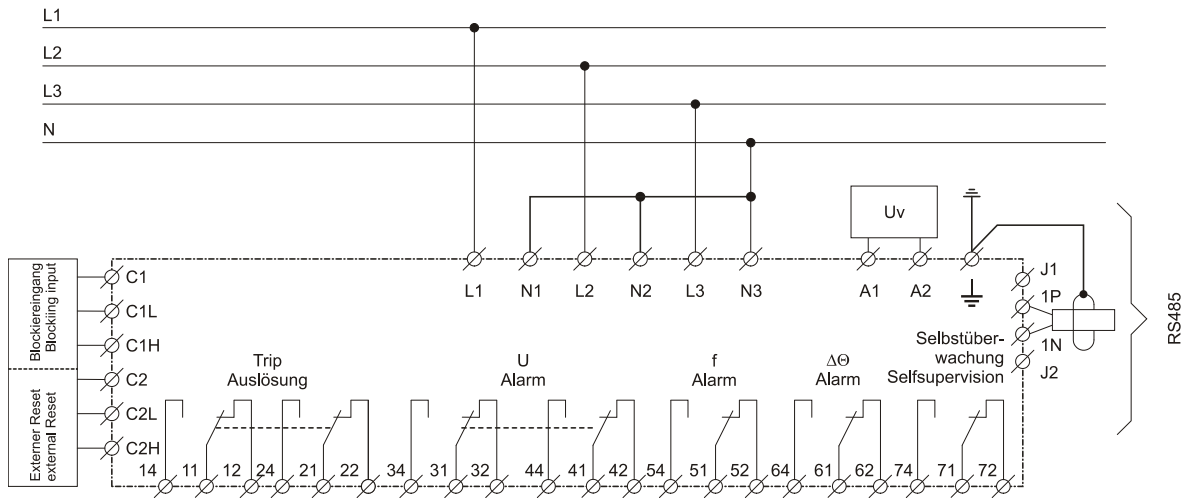 L1
L2
L3
N
Uv
L1 N1 L2 N2 L3 N3 A1 A2
Blockiereingang
Blockiing input
Externer Reset
external Reset
C1
C1L
C1H
C2
C2L
C2H
J1
1P
1N
J2
RS485
Trip
Auslösung
U
Alarm
f
Alarm
ΔΘ
Alarm
Selbstüber-
wachung
Selfsupervision
14 11 12 24 21 22 34 31 32 44 41 42 54 51 52 64 61 62 74 71 72